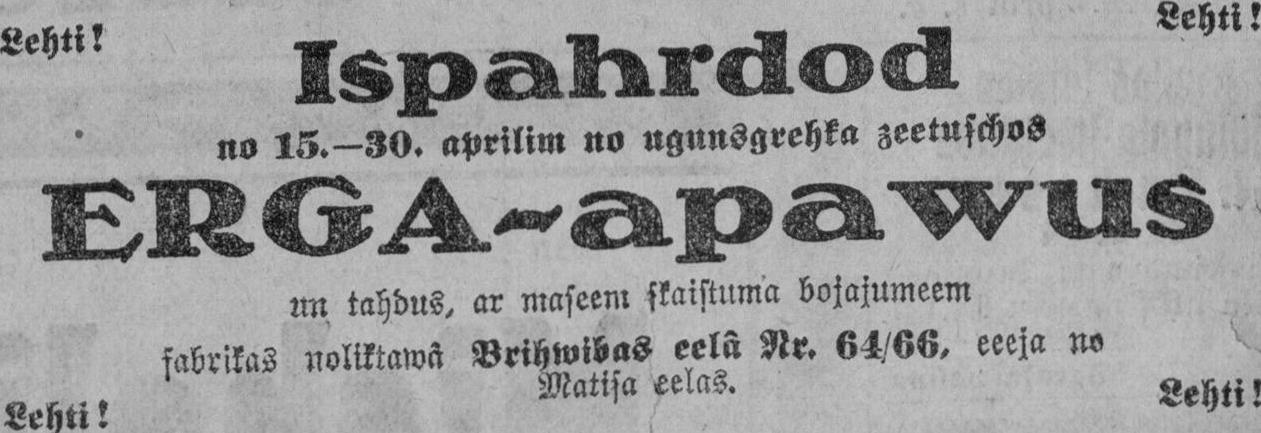 Lehti!
Lehti!
Ispahrdod
no 15.—30. aprilim no ugunsgrehka zeetuschos
ERGA-apawus
un tahdus, ar maseem skaistuma bojajumeem
fabrikas noliktawâ Brihwibas eelâ Nr. 64/66, eeeja no
Matisa eelas.
Lehti!
Lehti!